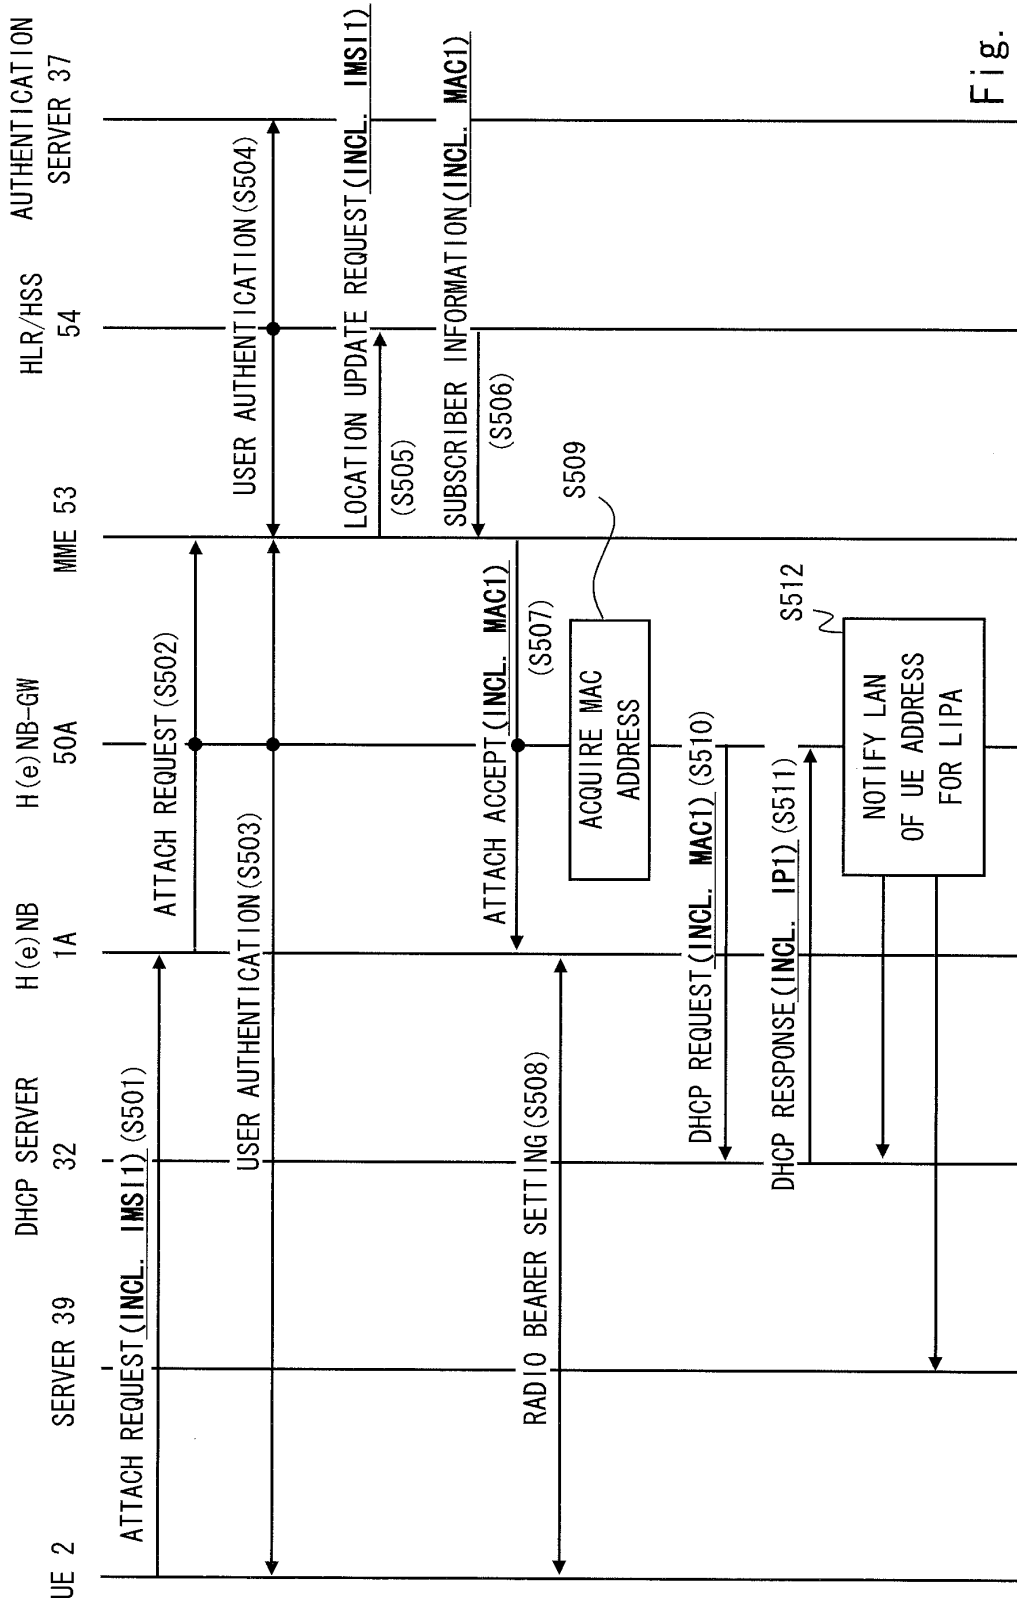 UE 2
SERVER 39
DHCP SERVER
32
H(e)NB
1A
H(e)NB-GW
50A
MME 53
HLR/HSS
54
AUTHENTICATION
SERVER 37
ATTACH REQUEST(INCL. IMSI1)(S501)
ATTACH REQUEST(S502)
USER AUTHENTICATION(S503)
USER AUTHENTICATION(S504)
LOCATION UPDATE REQUEST(INCL. IMSI1)
(S505)
SUBSCRIBER INFORMATION(INCL. MAC1)
(S506)
ATTACH ACCEPT(INCL. MAC1)
(S507)
RADIO BEARER SETTING(S508)
S509
ACQUIRE MAC
ADDRESS
DHCP REQUEST(INCL. MAC1)(S510)
DHCP RESPONSE(INCL. IP1)(S511)
S512
NOTIFY LAN
OF UE ADDRESS
FOR LIPA
Fig.